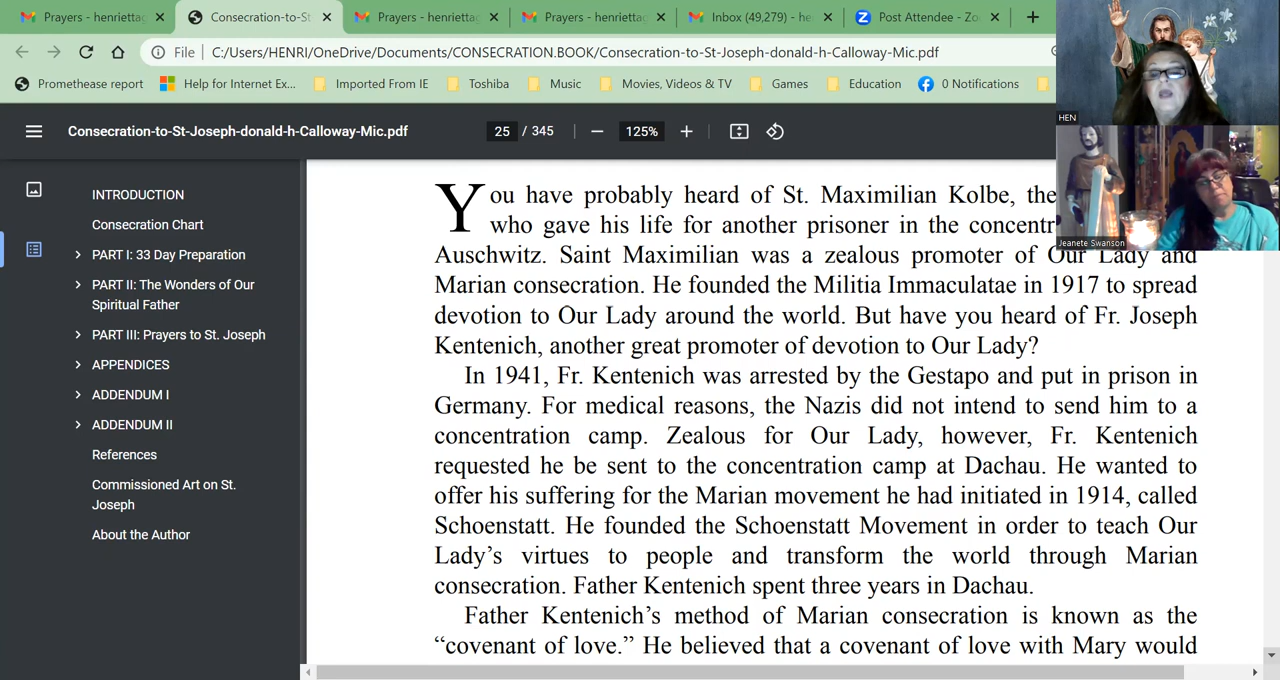 Prayers - henriettag
Consecration-to-St
Prayers - henriettag
Prayers - henriettag
Inbox (49,279) - he
Post Attendee - Zo
File C:/Users/HENRI/OneDrive/Documents/CONSECRATION.BOOK/Consecration-to-St-Joseph-donald-h-Calloway-Mic.pdf
Promethease report
Help for Internet Ex...
Imported From IE
Toshiba
Music
Movies, Videos & TV
Games
Education
0 Notifications
HEN
Consecration-to-St-Joseph-donald-h-Calloway-Mic.pdf
25 / 345
125%
Jeanete Swanson
INTRODUCTION
Consecration Chart
PART I: 33 Day Preparation
PART II: The Wonders of Our
Spiritual Father
PART III: Prayers to St. Joseph
APPENDICES
ADDENDUM I
ADDENDUM II
References
Commissioned Art on St.
Joseph
About the Author
You have probably heard of St. Maximilian Kolbe, the
who gave his life for another prisoner in the concentr
Auschwitz. Saint Maximilian was a zealous promoter of Our Lady and
Marian consecration. He founded the Militia Immaculatae in 1917 to spread
devotion to Our Lady around the world. But have you heard of Fr. Joseph
Kentenich, another great promoter of devotion to Our Lady?
In 1941, Fr. Kentenich was arrested by the Gestapo and put in prison in
Germany. For medical reasons, the Nazis did not intend to send him to a
concentration camp. Zealous for Our Lady, however, Fr. Kentenich
requested he be sent to the concentration camp at Dachau. He wanted to
offer his suffering for the Marian movement he had initiated in 1914, called
Schoenstatt. He founded the Schoenstatt Movement in order to teach Our
Lady’s virtues to people and transform the world through Marian
consecration. Father Kentenich spent three years in Dachau.
Father Kentenich’s method of Marian consecration is known as the
“covenant of love.” He believed that a covenant of love with Mary would